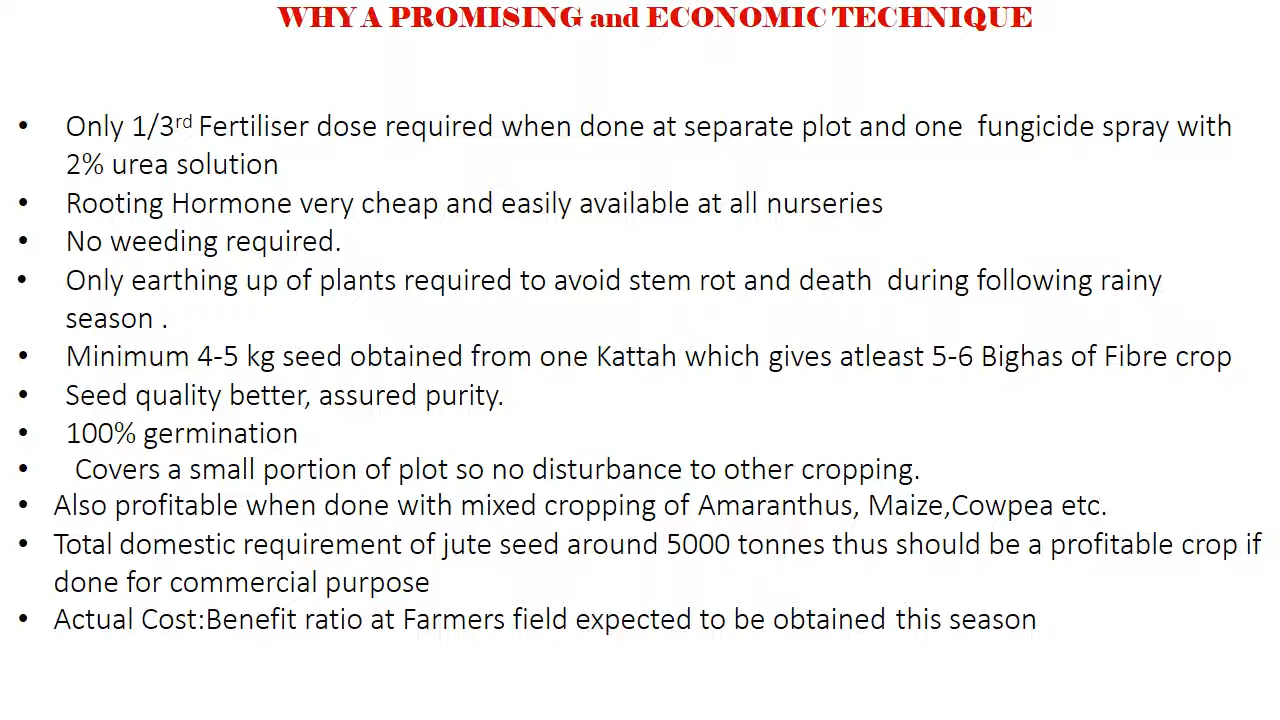 WHY A PROMISING and ECONOMIC TECHNIQUE
• Only 1/3rd Fertiliser dose required when done at separate plot and one fungicide spray with
2% urea solution
• Rooting Hormone very cheap and easily available at all nurseries
• No weeding required.
• Only earthing up of plants required to avoid stem rot and death during following rainy
season .
• Minimum 4-5 kg seed obtained from one Kattah which gives atleast 5-6 Bighas of Fibre crop
• Seed quality better, assured purity.
• 100% germination
• Covers a small portion of plot so no disturbance to other cropping.
• Also profitable when done with mixed cropping of Amaranthus, Maize,Cowpea etc.
• Total domestic requirement of jute seed around 5000 tonnes thus should be a profitable crop if
done for commercial purpose
• Actual Cost:Benefit ratio at Farmers field expected to be obtained this season